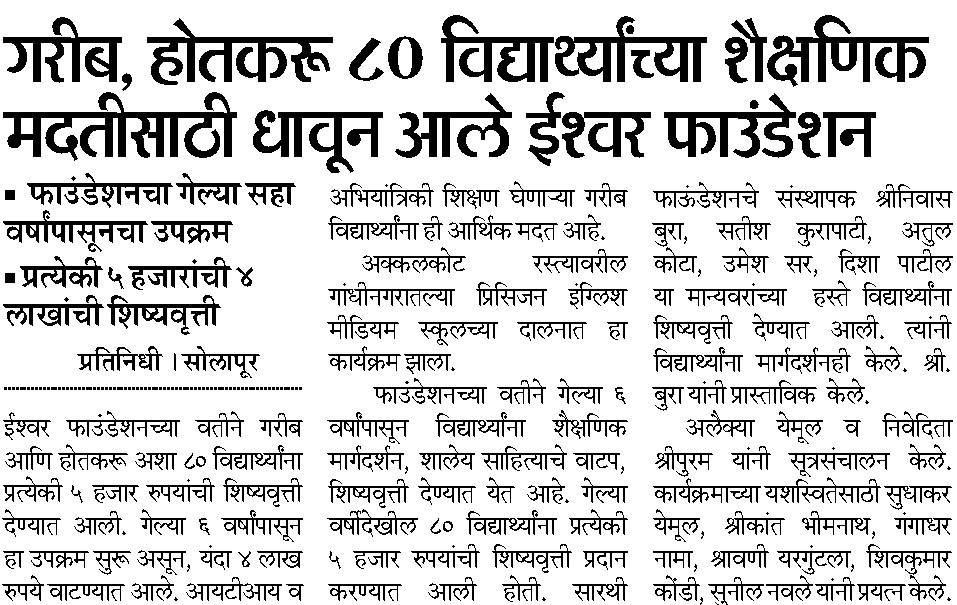 गरीब, होतकरू ८० विद्यार्थ्यांच्या शैक्षणिक
मदतीसाठी धावून आले ईश्वर फाउंडेशन
▪ फाउंडेशनचा गेल्या सहा
वर्षांपासूनचा उपक्रम
▪ प्रत्येकी ५ हजारांची ४
लाखांची शिष्यवृत्ती
प्रतिनिधी । सोलापूर
ईश्वर फाउंडेशनच्या वतीने गरीब
आणि होतकरू अशा ८० विद्यार्थ्यांना
प्रत्येकी ५ हजार रुपयांची शिष्यवृत्ती
देण्यात आली. गेल्या ६ वर्षांपासून
हा उपक्रम सुरू असून, यंदा ४ लाख
रुपये वाटण्यात आले. आयटीआय व
अभियांत्रिकी शिक्षण घेणाऱ्या गरीब
विद्यार्थ्यांना ही आर्थिक मदत आहे.
अक्कलकोट रस्त्यावरील
गांधीनगरातल्या प्रिसिजन इंग्लिश
मीडियम स्कूलच्या दालनात हा
कार्यक्रम झाला.
फाउंडेशनच्या वतीने गेल्या ६
वर्षांपासून विद्यार्थ्यांना शैक्षणिक
मार्गदर्शन, शालेय साहित्याचे वाटप,
शिष्यवृत्ती देण्यात येत आहे. गेल्या
वर्षीदेखील ८० विद्यार्थ्यांना प्रत्येकी
५ हजार रुपयांची शिष्यवृत्ती प्रदान
करण्यात आली होती. सारथी
फाऊंडेशनचे संस्थापक श्रीनिवास
बुरा, सतीश कुरापाटी, अतुल
कोटा, उमेश सर, दिशा पाटील
या मान्यवरांच्या हस्ते विद्यार्थ्यांना
शिष्यवृत्ती देण्यात आली. त्यांनी
विद्यार्थ्यांना मार्गदर्शनही केले. श्री.
बुरा यांनी प्रास्ताविक केले.
अलैक्या येमूल व निवेदिता
श्रीपुरम यांनी सूत्रसंचालन केले.
कार्यक्रमाच्या यशस्वितेसाठी सुधाकर
येमूल, श्रीकांत भीमनाथ, गंगाधर
नामा, श्रावणी यरगुंटला, शिवकुमार
कोंडी, सुनील नवले यांनी प्रयत्न केले.